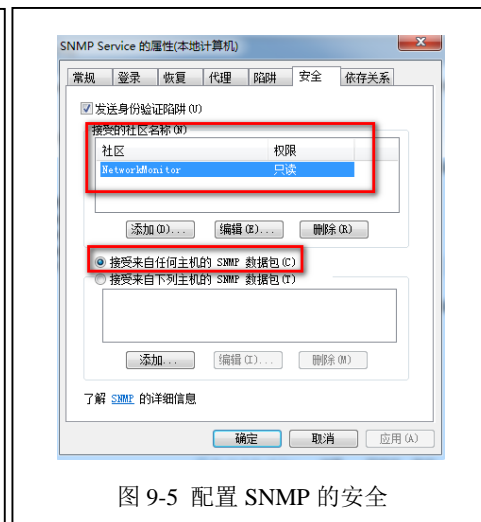 SNMP Service 的属性(本地计算机)
常规 登录 恢复 代理 陷阱 安全 依存关系
发送身份验证陷阱(U)
接受的社区名称(N)
社区 权限
NetworkMonitor 只读
添加(D)... 编辑(E)... 删除(R)
接受来自任何主机的 SNMP 数据包(C)
接受来自下列主机的 SNMP 数据包(T)
添加... 编辑(I)... 删除(M)
了解 SNMP 的详细信息
确定 取消 应用(A)
图 9-5 配置 SNMP 的安全